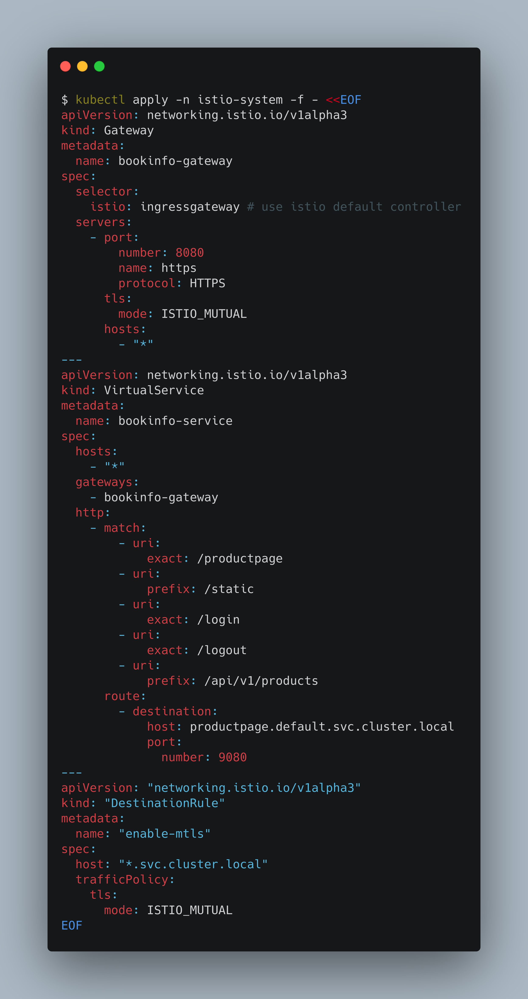 $ kubectl apply -n istio-system -f - <<EOF
apiVersion: networking.istio.io/v1alpha3
kind: Gateway
metadata:
  name: bookinfo-gateway
spec:
  selector:
    istio: ingressgateway # use istio default controller
  servers:
    - port:
        number: 8080
        name: https
        protocol: HTTPS
      tls:
        mode: ISTIO_MUTUAL
      hosts:
        - "*"
---
apiVersion: networking.istio.io/v1alpha3
kind: VirtualService
metadata:
  name: bookinfo-service
spec:
  hosts:
    - "*"
  gateways:
    - bookinfo-gateway
  http:
    - match:
        - uri:
            exact: /productpage
        - uri:
            prefix: /static
        - uri:
            exact: /login
        - uri:
            exact: /logout
        - uri:
            prefix: /api/v1/products
      route:
        - destination:
            host: productpage.default.svc.cluster.local
            port:
              number: 9080
---
apiVersion: "networking.istio.io/v1alpha3"
kind: "DestinationRule"
metadata:
  name: "enable-mtls"
spec:
  host: "*.svc.cluster.local"
  trafficPolicy:
    tls:
      mode: ISTIO_MUTUAL
EOF